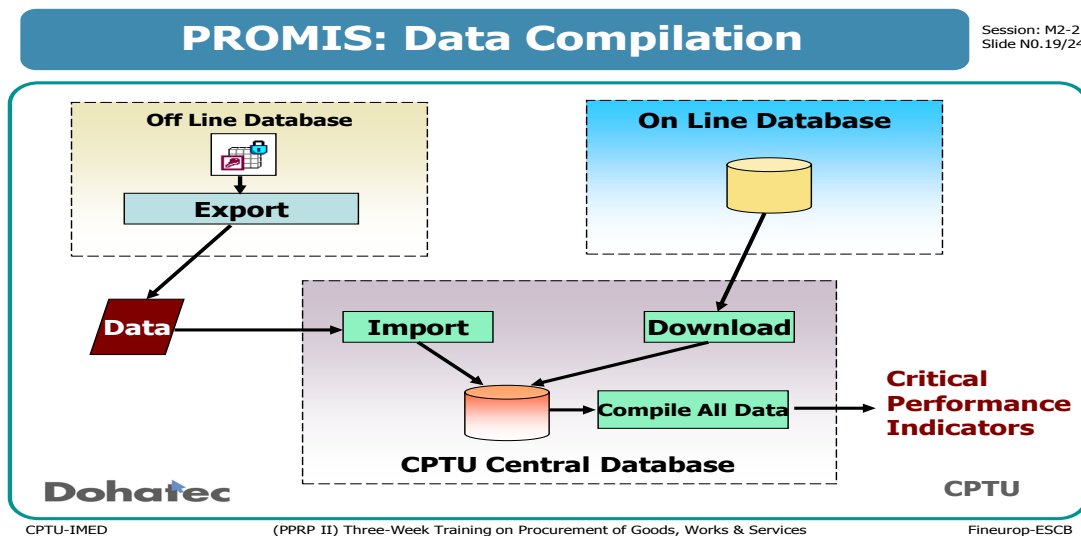 PROMIS: Data Compilation
Session: M2-2
Slide N0.19/24
Off Line Database
On Line Database
Export
Data
Import
Download
Compile All Data
Critical
Performance
Indicators
CPTU Central Database
Dohatec
CPTU
CPTU-IMED
(PPRP II) Three-Week Training on Procurement of Goods, Works & Services
Fineurop-ESCB